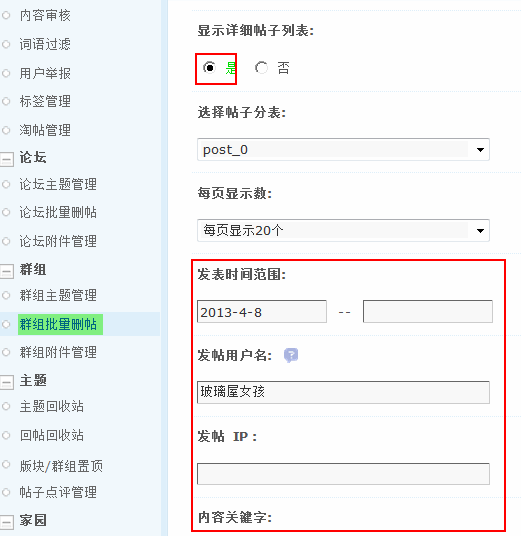 内容审核
词语过滤
用户举报
标签管理
淘帖管理
论坛
论坛主题管理
论坛批量删帖
论坛附件管理
群组
群组主题管理
群组批量删帖
群组附件管理
主题
主题回收站
回帖回收站
版块/群组置顶
帖子点评管理
家园
显示详细帖子列表:
是 否
选择帖子分表:
post_0
每页显示数:
每页显示20个
发表时间范围:
2013-4-8 --
发帖用户名: ?
玻璃屋女孩
发帖 IP：
内容关键字: